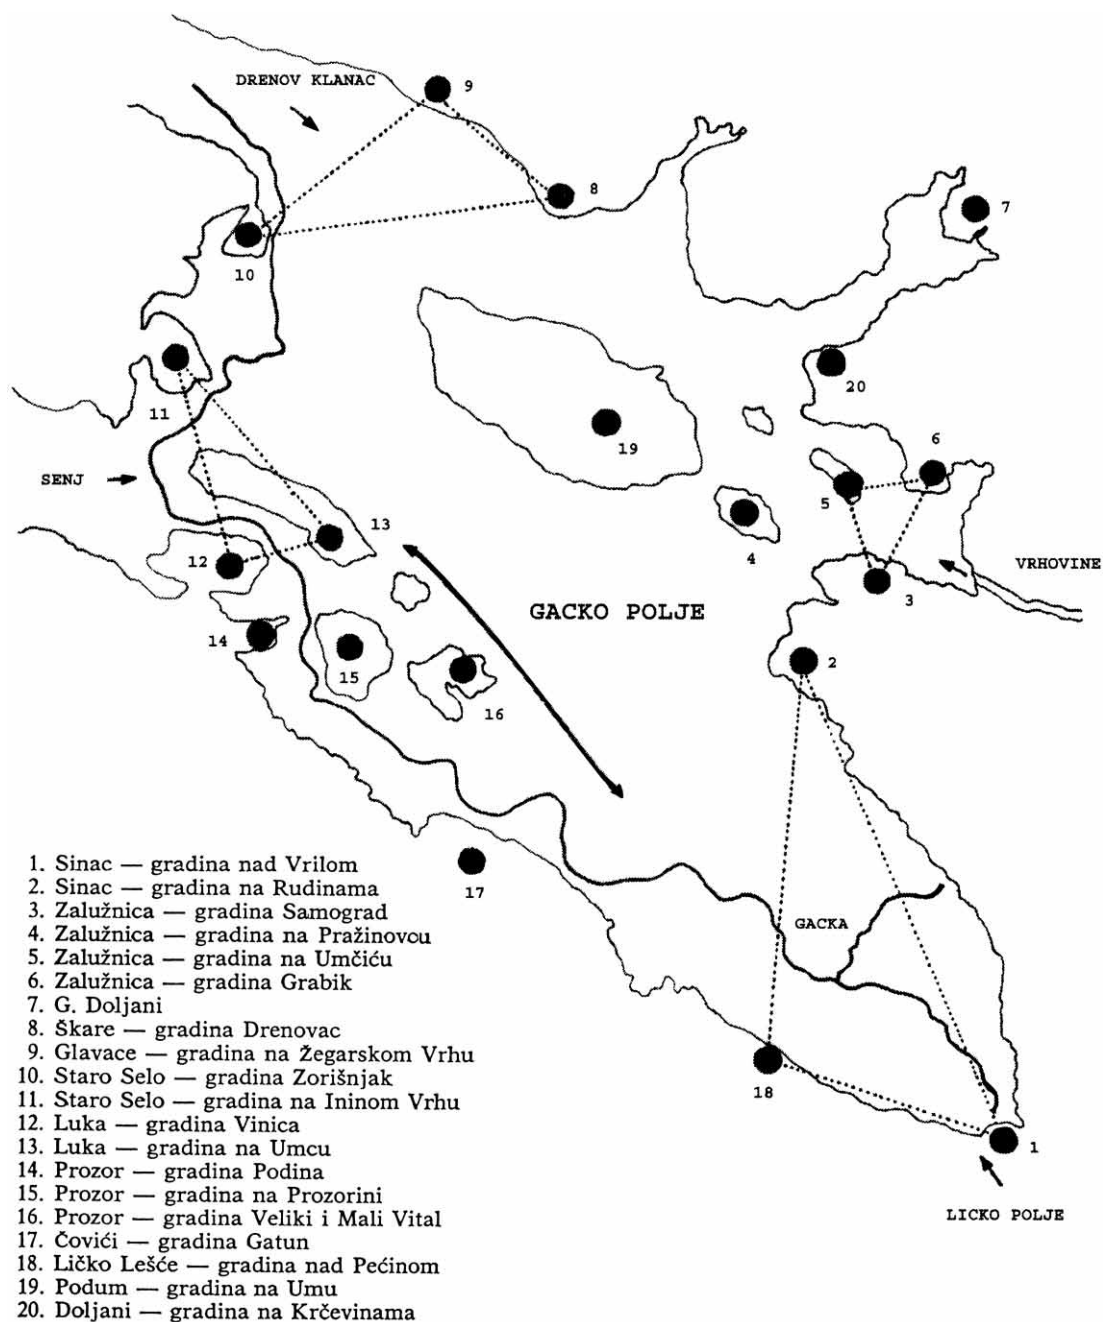 9
DRENOV KLANAC
8
7
10
20
11
19
6
SENJ
5
13
4
12
VRHOVINE
3
GACKO POLJE
14
2
15
16
1. Sinac — gradina nad Vrilom
2. Sinac — gradina na Rudinama
3. Zalužnica — gradina Samograd
4. Zalužnica — gradina na Pražinovou
5. Zalužnica — gradina na Umčiću
6. Zalužnica — gradina Grabik
7. G. Doljani
8. Škare — gradina Drenovac
9. Glavace — gradina na Žegarskom Vrhu
10. Staro Selo — gradina Zorišnjak
11. Staro Selo — gradina na Ininom Vrhu
12. Luka — gradina Vinica
13. Luka — gradina na Umcu
14. Prozor — gradina Podina
15. Prozor — gradina na Prozorini
16. Prozor — gradina Veliki i Mali Vital
17. Čovići — gradina Gatun
18. Ličko Lešće — gradina nad Pećinom
19. Podum — gradina na Umu
20. Doljani — gradina na Krčevinama
17
GACKA
18
1
LICKO POLJE